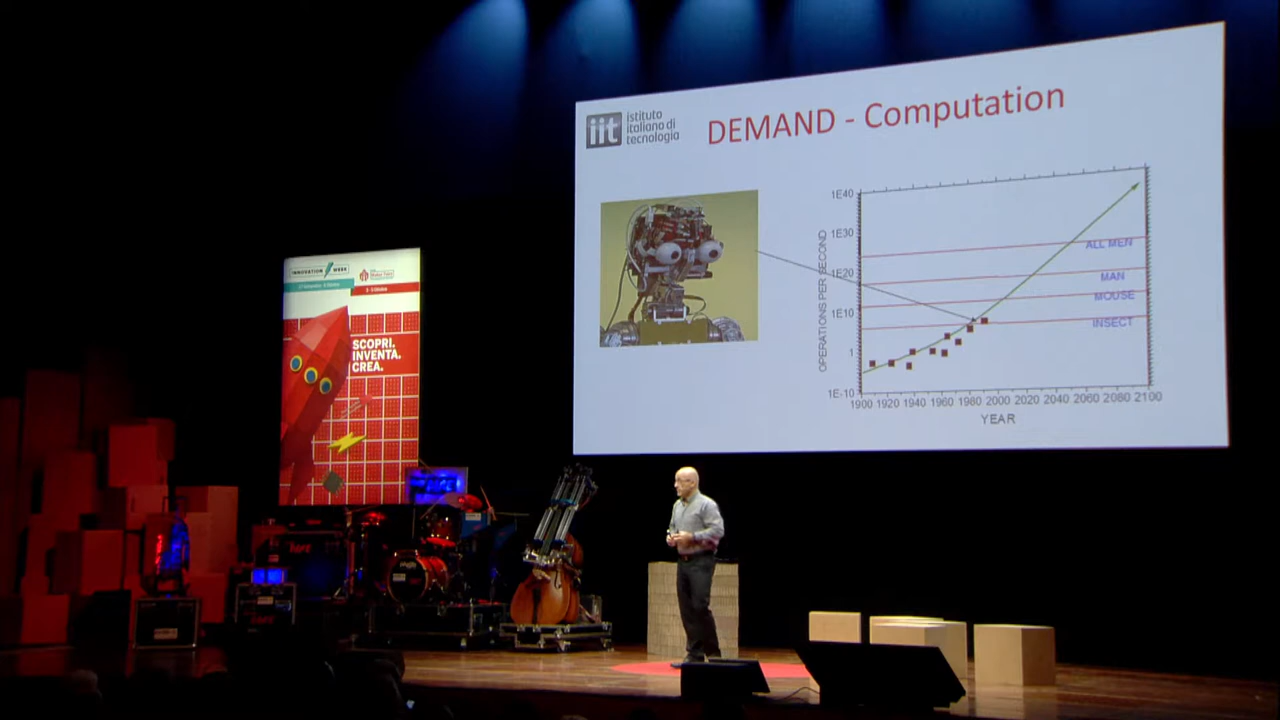 iit
istituto
italiano di
tecnologia
DEMAND - Computation
1E40
1E30
1E20
1E10
1
1E-10
OPERATIONS PER SECOND
ALL MEN
MAN
MOUSE
INSECT
1900 1920 1940 1960 1980 2000 2020 2040 2060 2080 2100
YEAR
INNOVATION WEEK
SCOPRI.
INVENTA.
CREA.